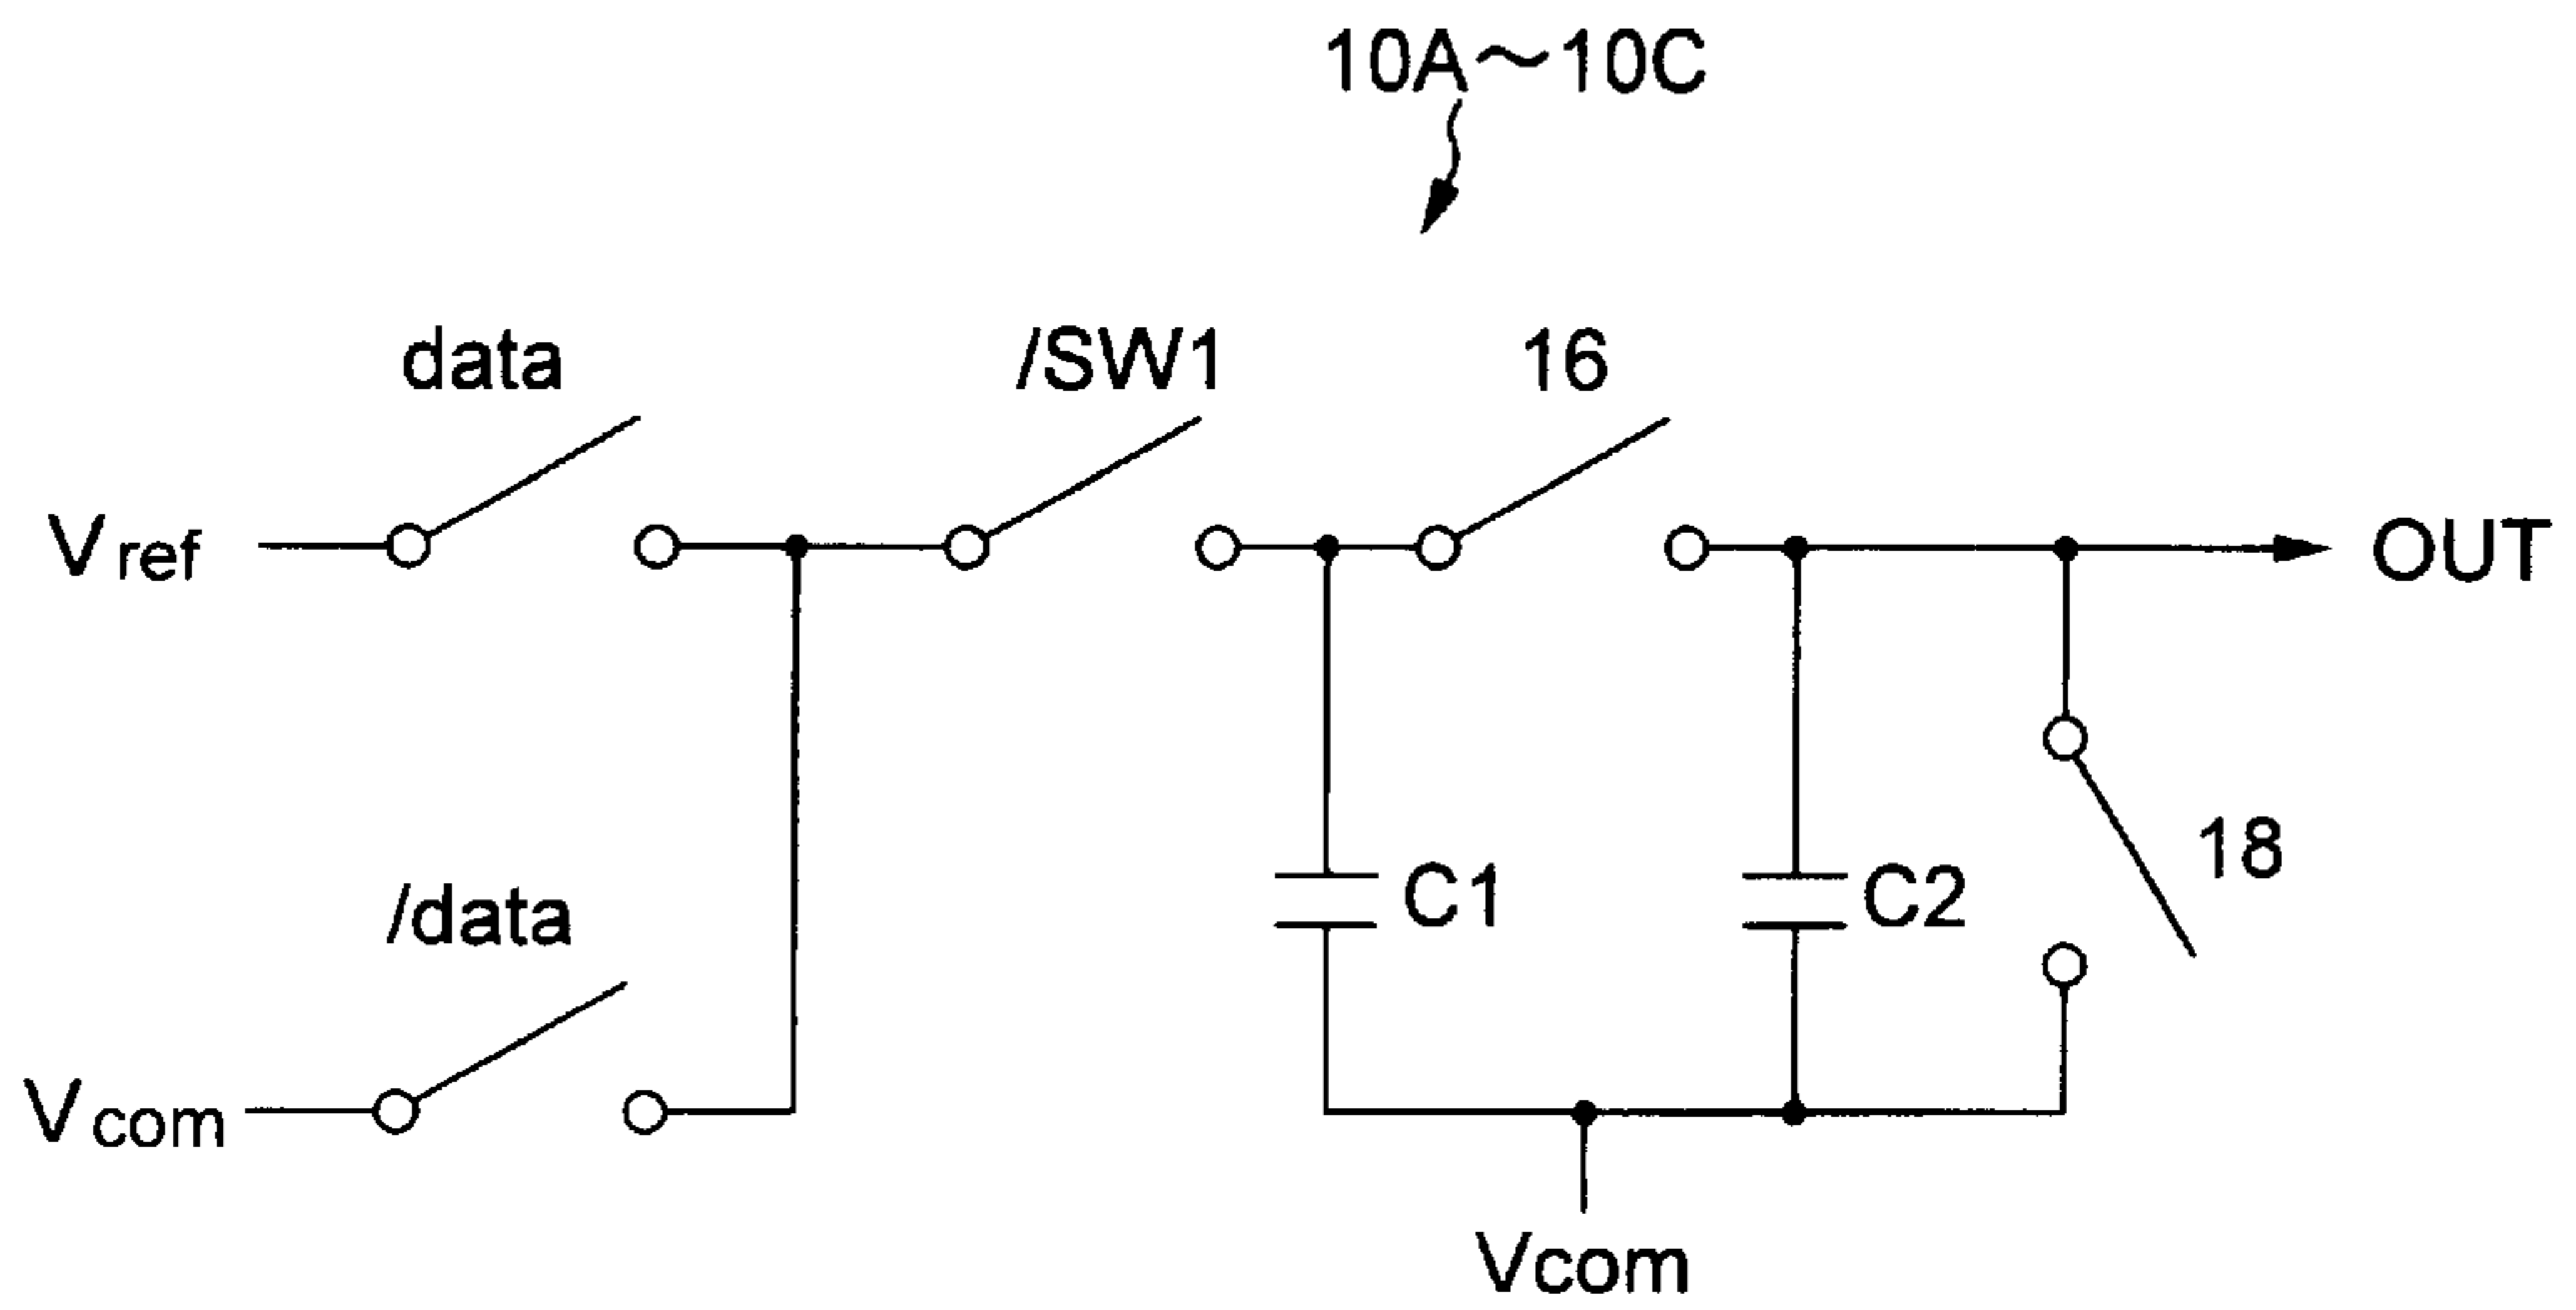 10A～10C
data
/SW1
16
Vref
OUT
18
/data
C1
C2
Vcom
Vcom